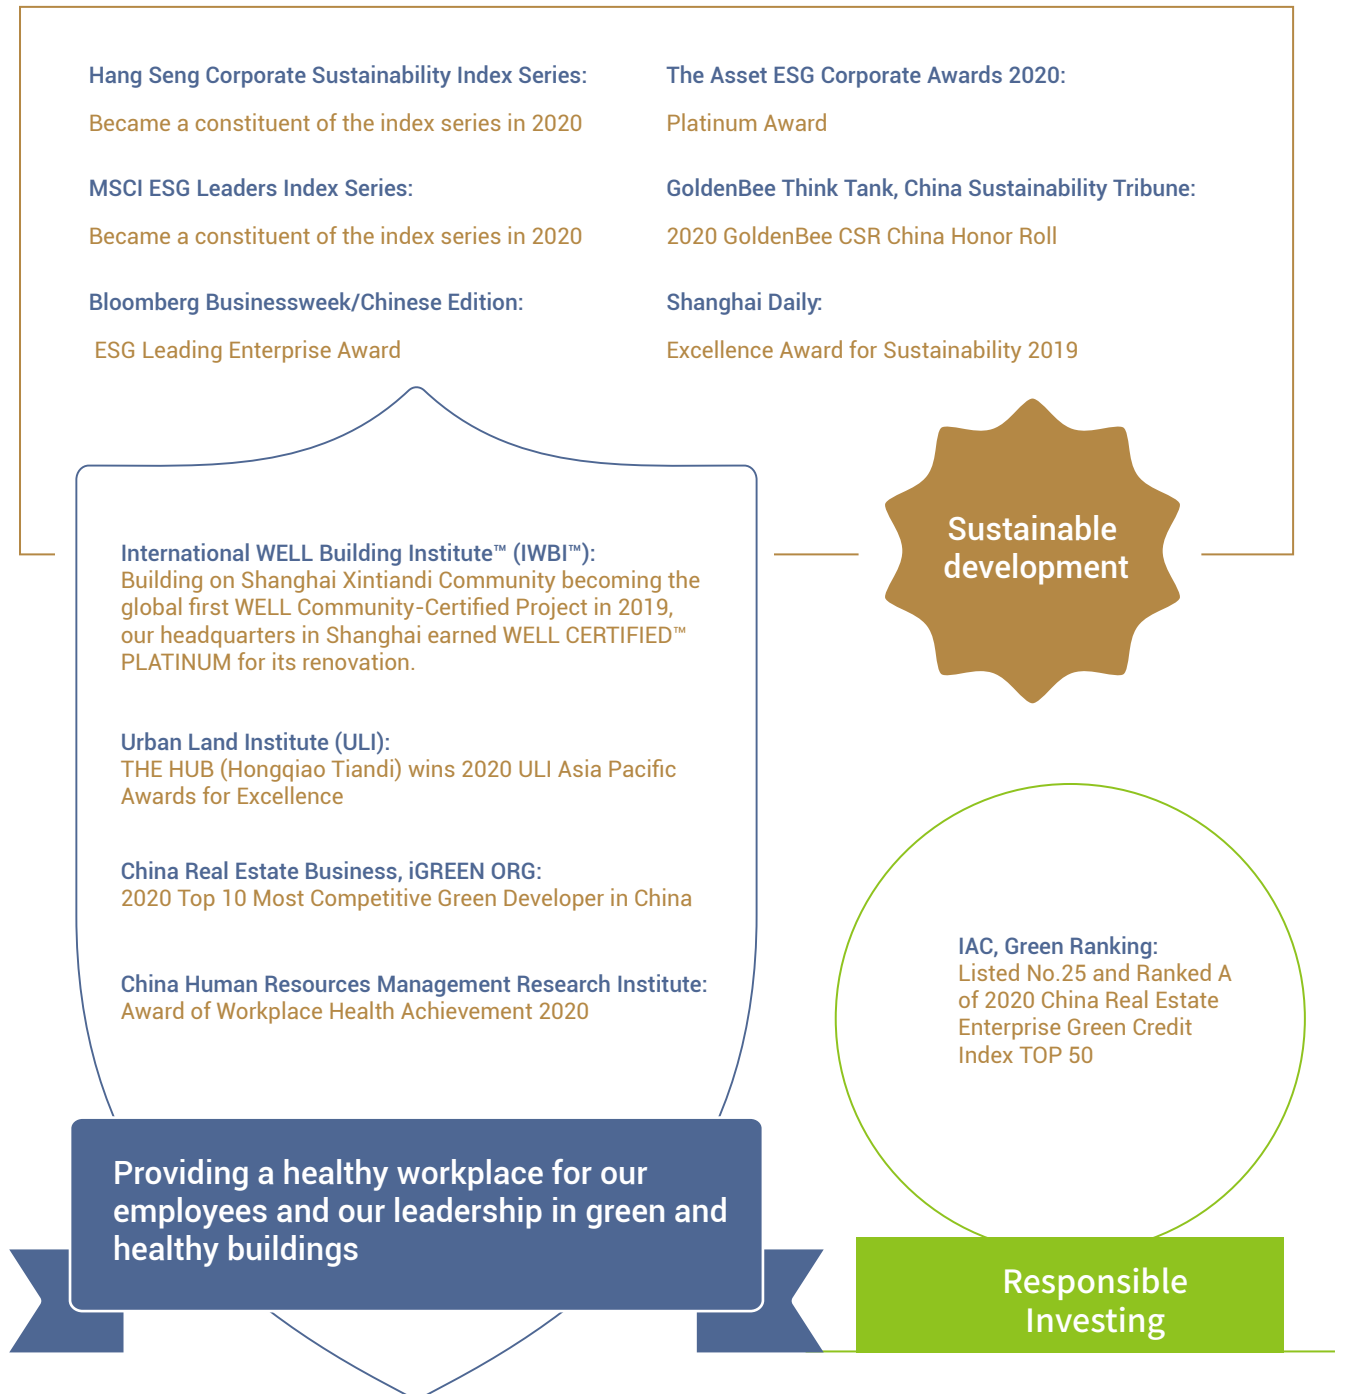 Hang Seng Corporate Sustainability Index Series:
Became a constituent of the index series in 2020
MSCI ESG Leaders Index Series:
Became a constituent of the index series in 2020
Bloomberg Businessweek/Chinese Edition:
ESG Leading Enterprise Award
The Asset ESG Corporate Awards 2020:
Platinum Award
GoldenBee Think Tank, China Sustainability Tribune:
2020 GoldenBee CSR China Honor Roll
Shanghai Daily:
Excellence Award for Sustainability 2019
Sustainable
development
International WELL Building Institute™ (IWBI™):
Building on Shanghai Xintiandi Community becoming the
global first WELL Community-Certified Project in 2019,
our headquarters in Shanghai earned WELL CERTIFIED™
PLATINUM for its renovation.
Urban Land Institute (ULI):
THE HUB (Hongqiao Tiandi) wins 2020 ULI Asia Pacific
Awards for Excellence
China Real Estate Business, iGREEN ORG:
2020 Top 10 Most Competitive Green Developer in China
China Human Resources Management Research Institute:
Award of Workplace Health Achievement 2020
Providing a healthy workplace for our
employees and our leadership in green and
healthy buildings
IAC, Green Ranking:
Listed No.25 and Ranked A
of 2020 China Real Estate
Enterprise Green Credit
Index TOP 50
Responsible
Investing